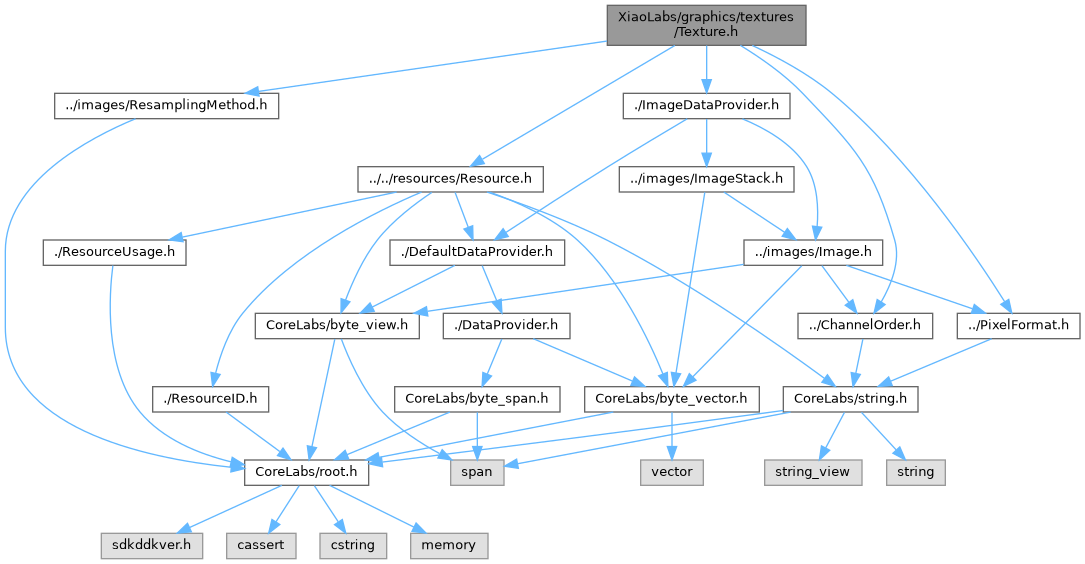 XiaoLabs/graphics/textures
/Texture.h
../images/ResamplingMethod.h
./ImageDataProvider.h
../../resources/Resource.h
../images/ImageStack.h
./ResourceUsage.h
./DefaultDataProvider.h
../images/Image.h
CoreLabs/byte_view.h
./DataProvider.h
../ChannelOrder.h
../PixelFormat.h
./ResourceID.h
CoreLabs/byte_span.h
CoreLabs/byte_vector.h
CoreLabs/string.h
CoreLabs/root.h
span
vector
string_view
string
sdkddkver.h
cassert
cstring
memory